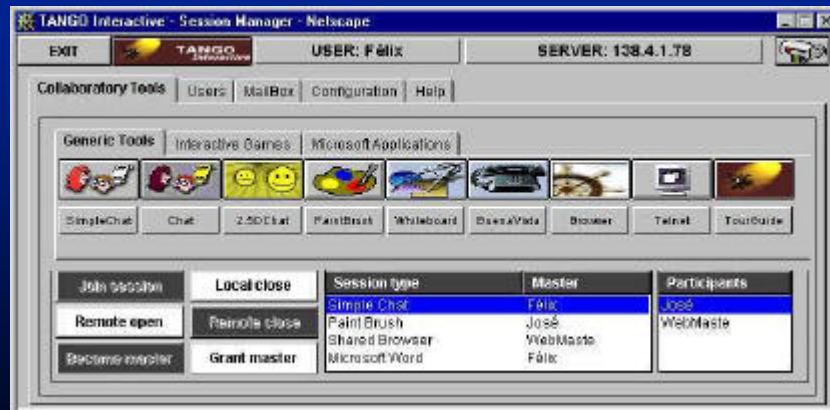 TANGO Interactive - Session Manager - Netscape
EXIT TANGO Interactive USER: Félix SERVER: 138.4.1.78
Collaboratory Tools Users MailBox Configuration Help
Generic Tools Interactive Games Microsoft Applications
SimpleChat Chat 2.5DChat PaintBrush Whiteboard BuenaVista Browser Telnet TourGuide
Join session Local close Session type Master Participants
Simple Chat Félix José
Remote open Remote close Paint Brush José WebMaste
Shared Browser WebMaste
Become master Grant master Microsoft Word Félix